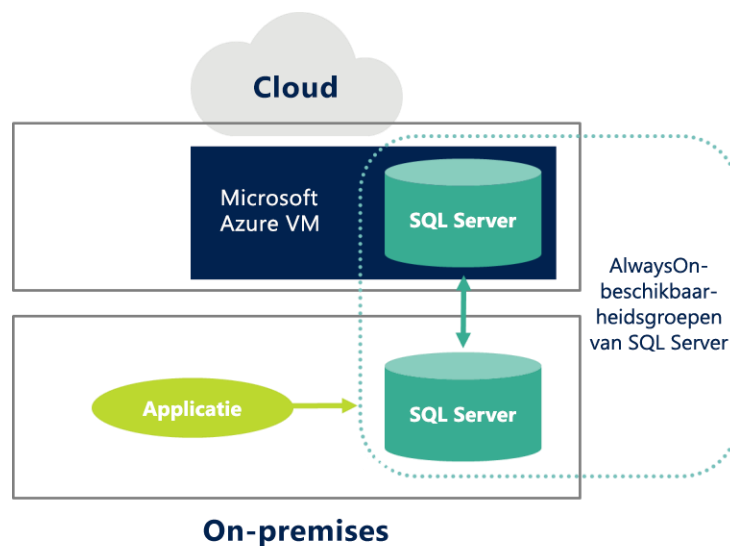 Cloud
Microsoft
Azure VM
SQL Server
AlwaysOn-
beschikbaar-
heidsgroepen
van SQL Server
Applicatie
SQL Server
On-premises